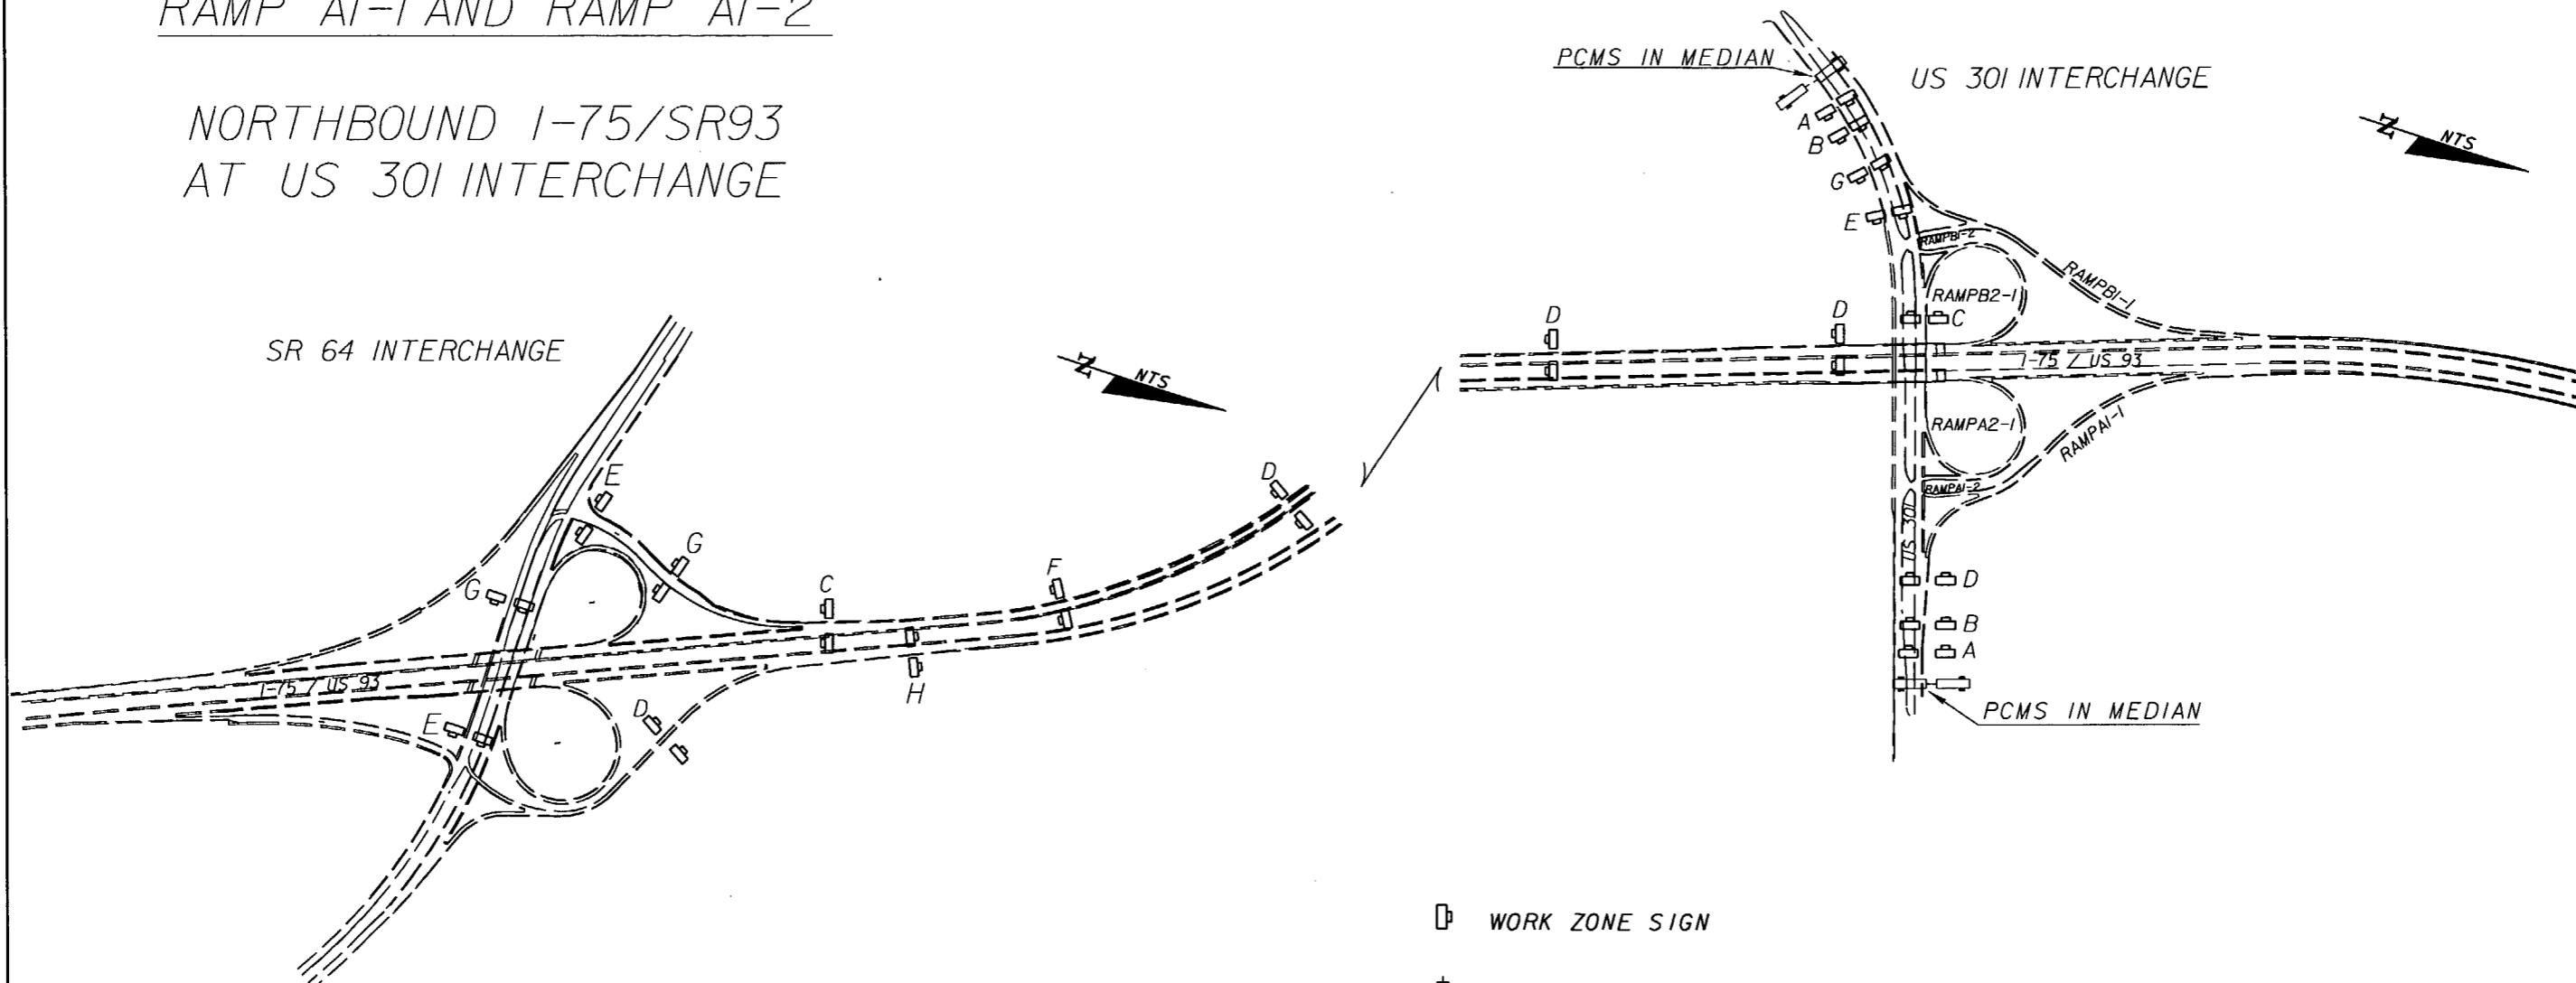 RAMP A1-1 AND RAMP A1-2
NORTHBOUND I-75/SR93
AT US 301 INTERCHANGE
PCMS IN MEDIAN
US 301 INTERCHANGE
N NTS
A
B
G
E
RAMPB1-2
RAMPB1-1
RAMPB2-1
C
D
D
I-75 / US 93
RAMPA2-1
RAMPA1-1
RAMPA1-2
US 301
D
B
A
PCMS IN MEDIAN
SR 64 INTERCHANGE
N NTS
E
G
G
C
F
D
H
I-75 / US 93
E
D
WORK ZONE SIGN